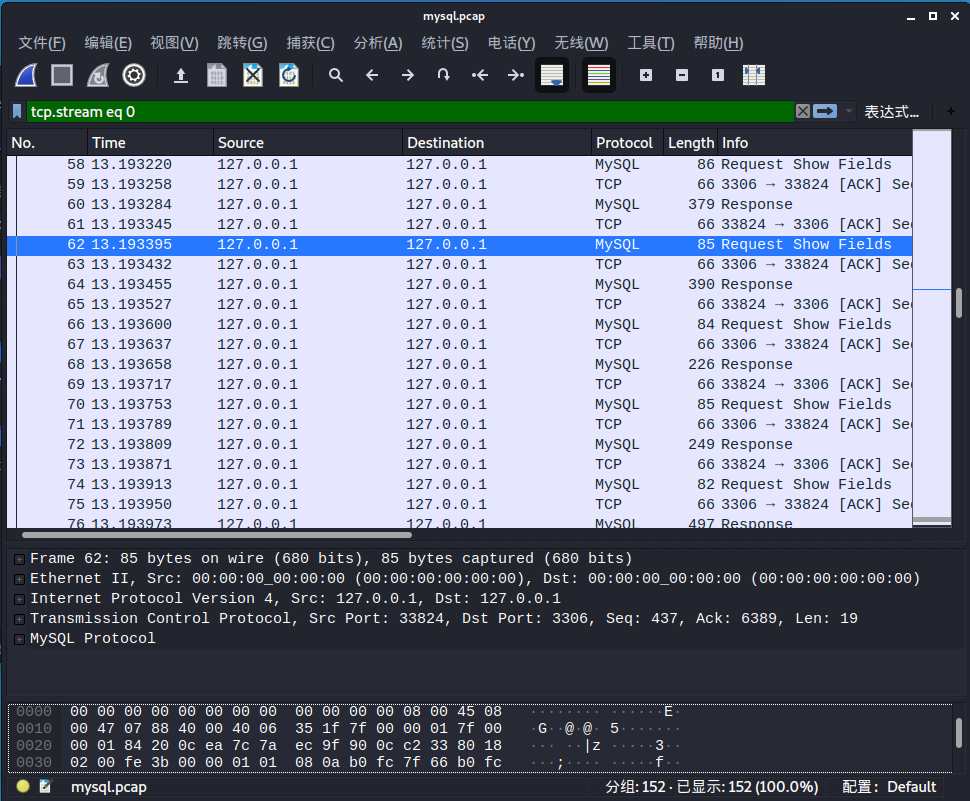 mysql.pcap
文件(F) 编辑(E) 视图(V) 跳转(G) 捕获(C) 分析(A) 统计(S) 电话(Y) 无线(W) 工具(T) 帮助(H)
tcp.stream eq 0 表达式… +
No. Time Source Destination Protocol Length Info
58 13.193220 127.0.0.1 127.0.0.1 MySQL 86 Request Show Fields
59 13.193258 127.0.0.1 127.0.0.1 TCP 66 3306 → 33824 [ACK] Se
60 13.193284 127.0.0.1 127.0.0.1 MySQL 379 Response
61 13.193345 127.0.0.1 127.0.0.1 TCP 66 33824 → 3306 [ACK] Se
62 13.193395 127.0.0.1 127.0.0.1 MySQL 85 Request Show Fields
63 13.193432 127.0.0.1 127.0.0.1 TCP 66 3306 → 33824 [ACK] Se
64 13.193455 127.0.0.1 127.0.0.1 MySQL 390 Response
65 13.193527 127.0.0.1 127.0.0.1 TCP 66 33824 → 3306 [ACK] Se
66 13.193600 127.0.0.1 127.0.0.1 MySQL 84 Request Show Fields
67 13.193637 127.0.0.1 127.0.0.1 TCP 66 3306 → 33824 [ACK] Se
68 13.193658 127.0.0.1 127.0.0.1 MySQL 226 Response
69 13.193717 127.0.0.1 127.0.0.1 TCP 66 33824 → 3306 [ACK] Se
70 13.193753 127.0.0.1 127.0.0.1 MySQL 85 Request Show Fields
71 13.193789 127.0.0.1 127.0.0.1 TCP 66 3306 → 33824 [ACK] Se
72 13.193809 127.0.0.1 127.0.0.1 MySQL 249 Response
73 13.193871 127.0.0.1 127.0.0.1 TCP 66 33824 → 3306 [ACK] Se
74 13.193913 127.0.0.1 127.0.0.1 MySQL 82 Request Show Fields
75 13.193950 127.0.0.1 127.0.0.1 TCP 66 3306 → 33824 [ACK] Se
76 13.193973 127.0.0.1 127.0.0.1 MySQL 497 Response
Frame 62: 85 bytes on wire (680 bits), 85 bytes captured (680 bits)
Ethernet II, Src: 00:00:00_00:00:00 (00:00:00:00:00:00), Dst: 00:00:00_00:00:00 (00:00:00:00:00:00)
Internet Protocol Version 4, Src: 127.0.0.1, Dst: 127.0.0.1
Transmission Control Protocol, Src Port: 33824, Dst Port: 3306, Seq: 437, Ack: 6389, Len: 19
MySQL Protocol
0000 00 00 00 00 00 00 00 00 00 00 00 00 08 00 45 08 ········ ······E·
0010 00 47 07 88 40 00 40 06 35 1f 7f 00 00 01 7f 00 ·G··@·@· 5·······
0020 00 01 84 20 0c ea 7c 7a ec 9f 90 0c c2 33 80 18 ··· ··|z ·····3··
0030 02 00 fe 3b 00 00 01 01 08 0a b0 fc 7f 66 b0 fc ···;···· ·····f··
mysql.pcap 分组: 152 · 已显示: 152 (100.0%) 配置: Default